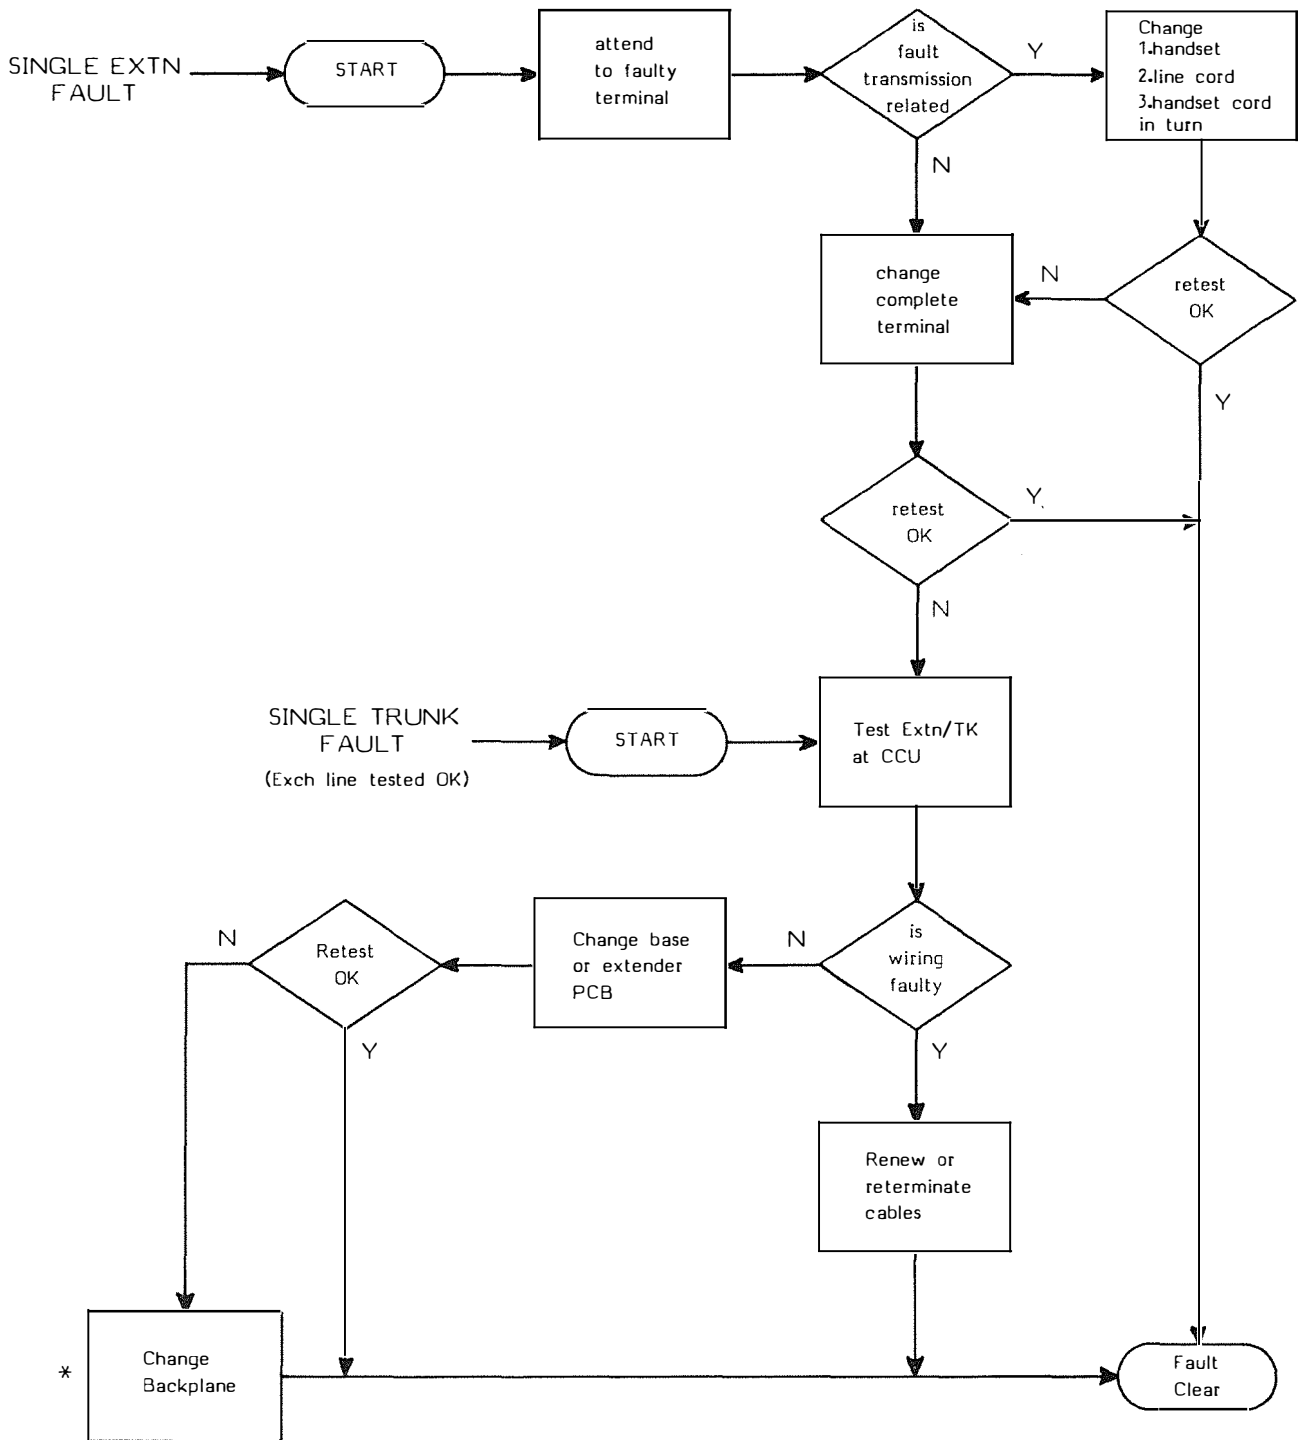 SINGLE EXTN
FAULT
START
attend
to faulty
terminal
is
fault
transmission
related
Y
N
Change
1.handset
2.line cord
3.handset cord
in turn
change
complete
terminal
N
retest
OK
Y
retest
OK
Y
N
SINGLE TRUNK
FAULT
(Exch line tested OK)
START
Test Extn/TK
at CCU
N
Retest
OK
Y
Change base
or extender
PCB
N
is
wiring
faulty
Y
Renew or
reterminate
cables
*
Change
Backplane
Fault
Clear